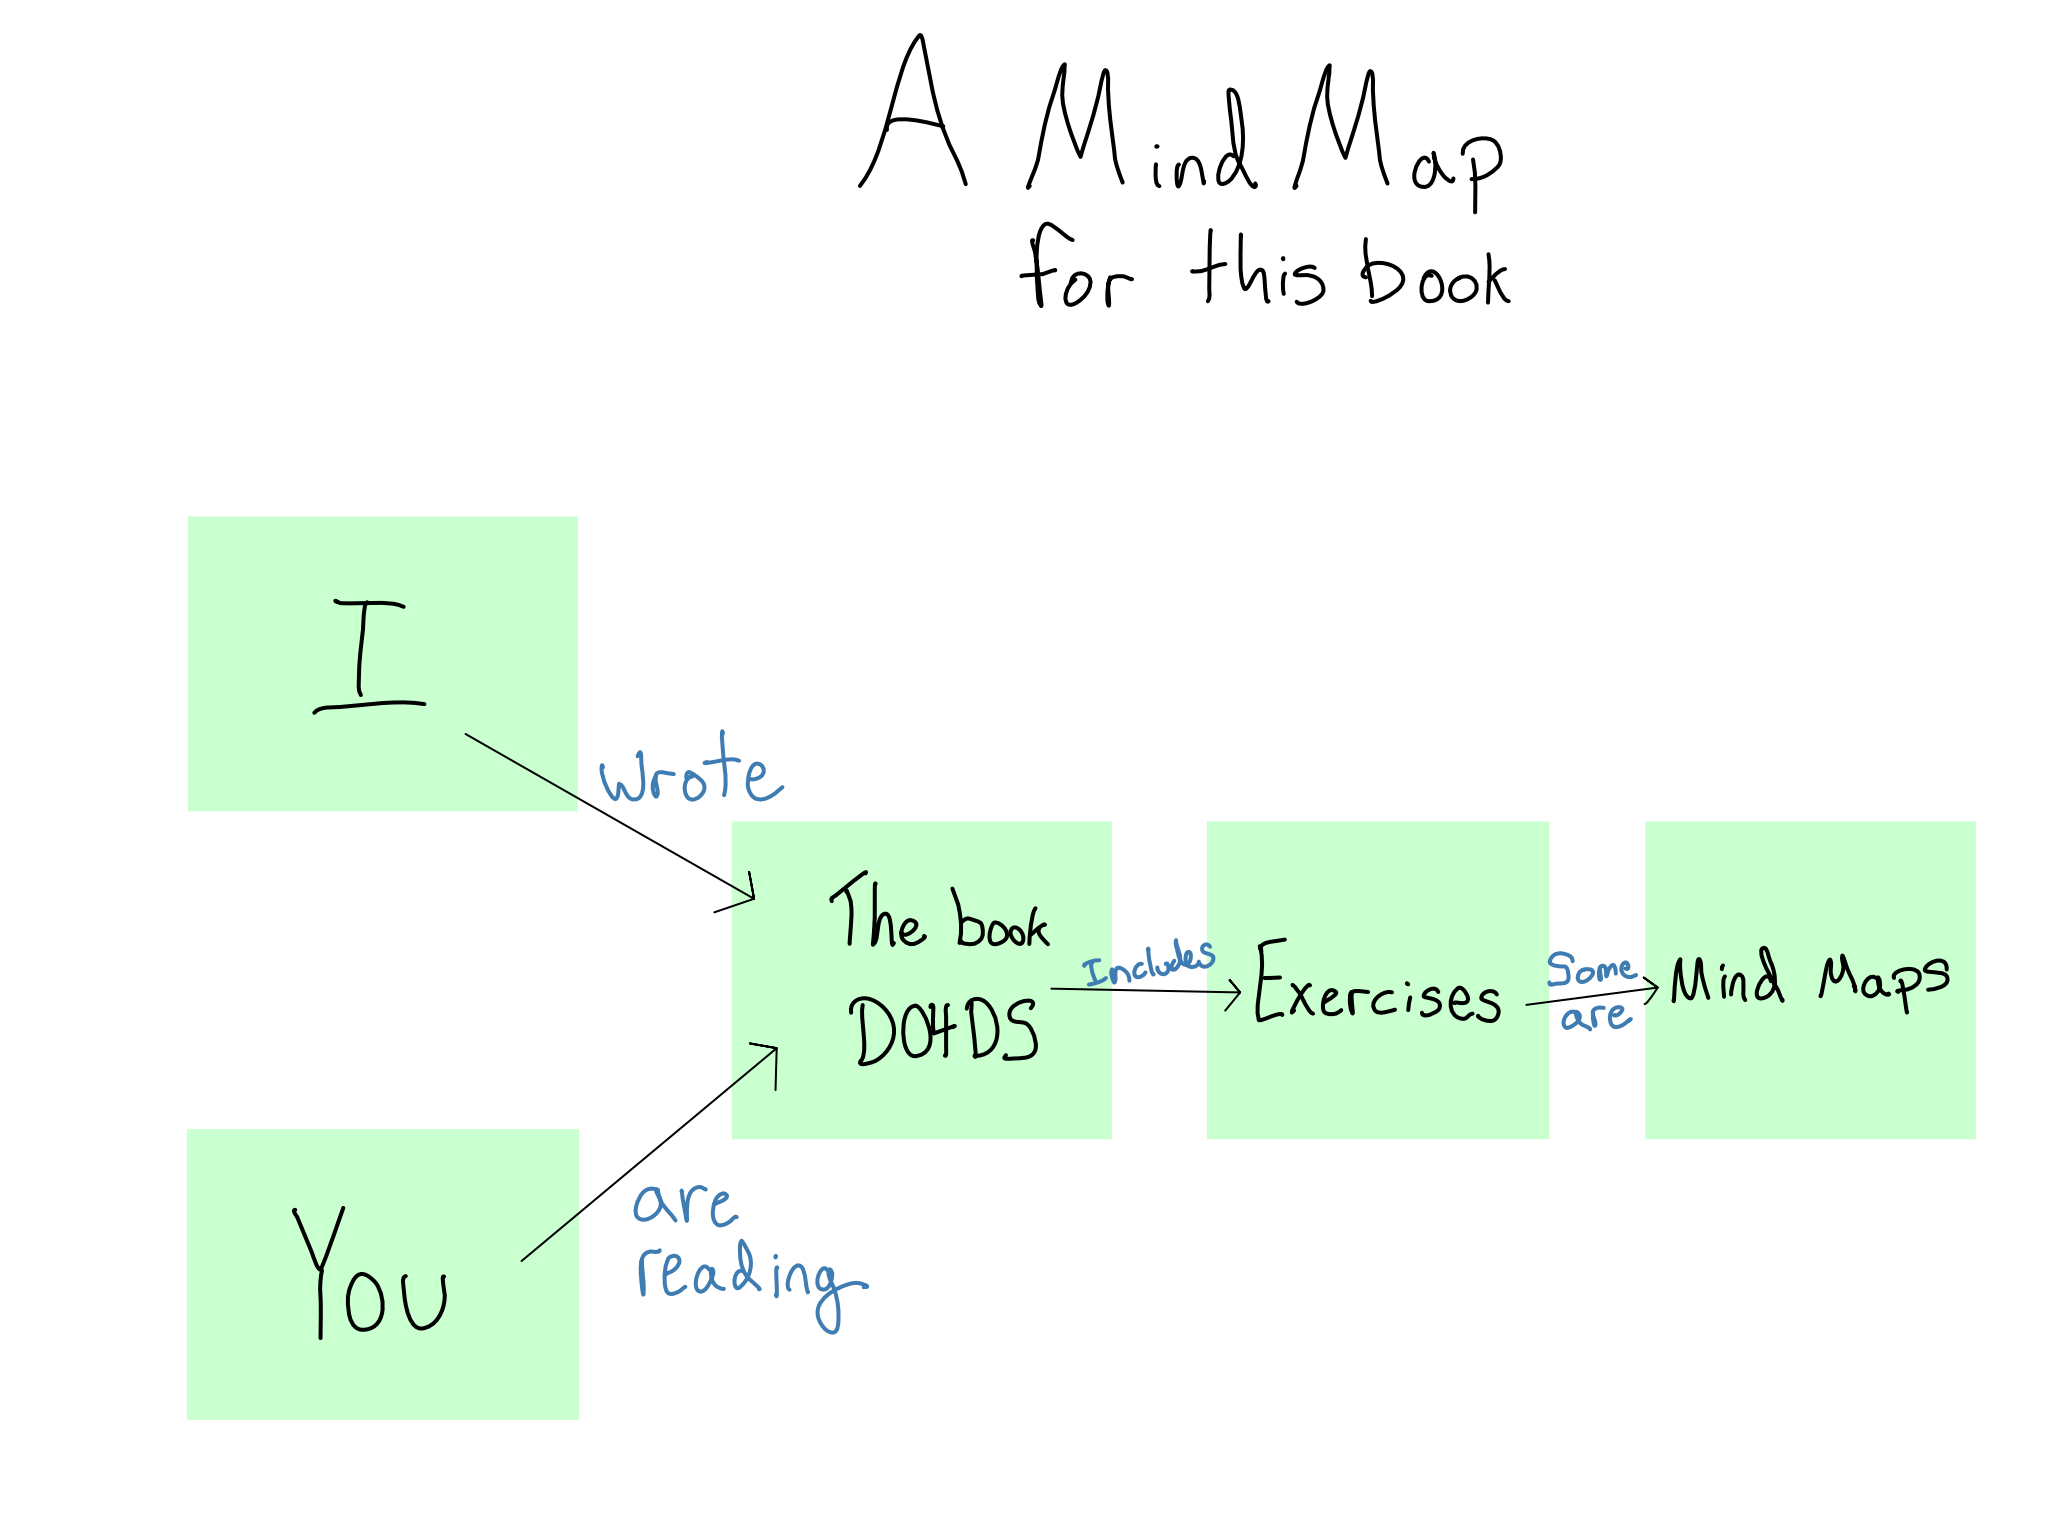 A Mind Map
for this book
I
wrote
The book
DO4DS
Includes
Exercises
Some
are
Mind Maps
You
are
reading